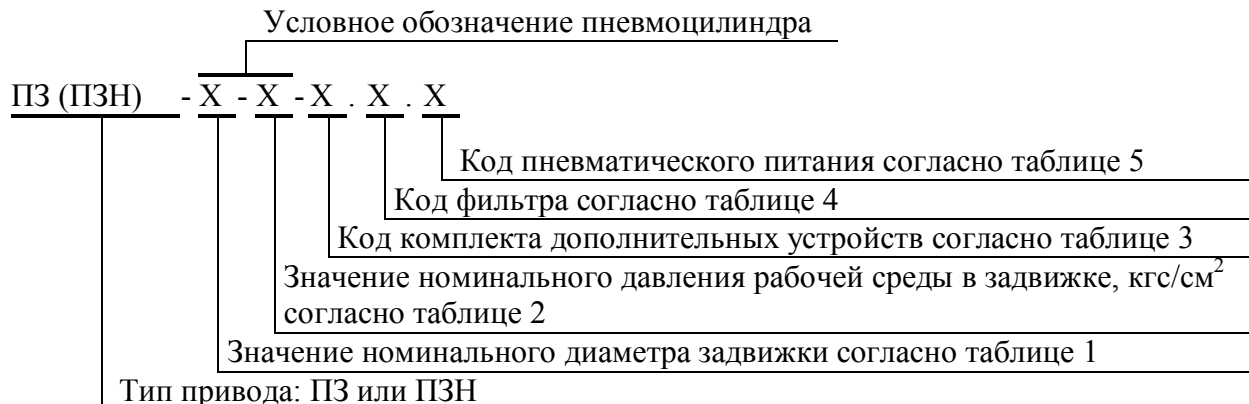 Условное обозначение пневмоцилиндра
ПЗ (ПЗН) - Х - Х - Х . Х . Х
Код пневматического питания согласно таблице 5
Код фильтра согласно таблице 4
Код комплекта дополнительных устройств согласно таблице 3
Значение номинального давления рабочей среды в задвижке, кгс/см²
согласно таблице 2
Значение номинального диаметра задвижки согласно таблице 1
Тип привода: ПЗ или ПЗН